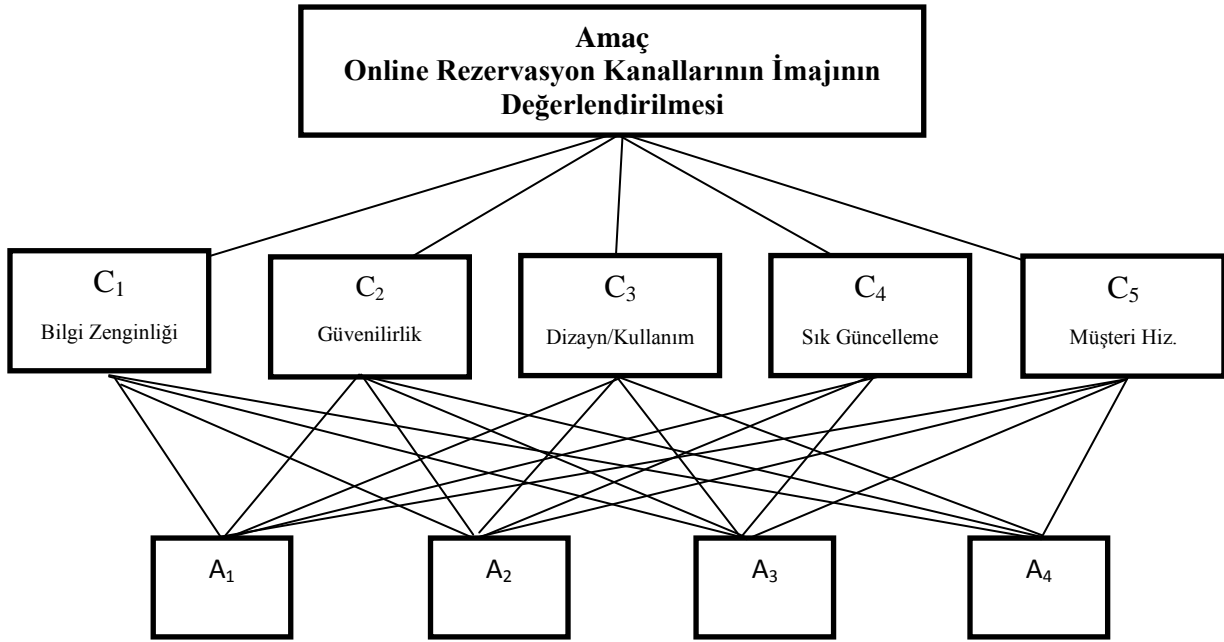 Amaç
Online Rezervasyon Kanallarının İmajının
Değerlendirilmesi
C₁
Bilgi Zenginliği
C₂
Güvenilirlik
C₃
Dizayn/Kullanım
C₄
Sık Güncelleme
C₅
Müşteri Hiz.
A₁
A₂
A₃
A₄